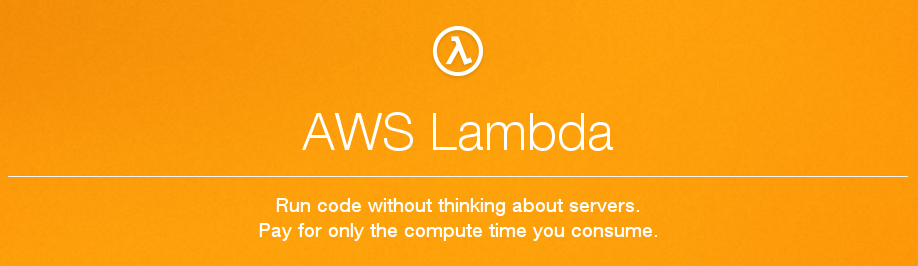 λ
AWS Lambda
Run code without thinking about servers.
Pay for only the compute time you consume.